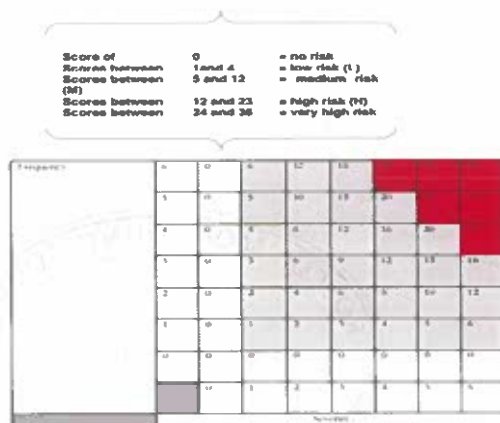 Score of 0 = no risk
Scores between 1and 4 = low risk (L)
Scores between 5 and 12 = medium risk
(M)
Scores between 12 and 23 = high risk (H)
Scores between 24 and 36 = very high risk
6 0 6 12 18
5 0 5 10 15 20
4 0 4 8 12 16 20
3 0 3 6 9 12 15
2 0 2 4 6 8 10 12
1 0 1 2 3 4 5 6
0 0 0 0 0 0 0 0
0 1 2 3 4 5 6